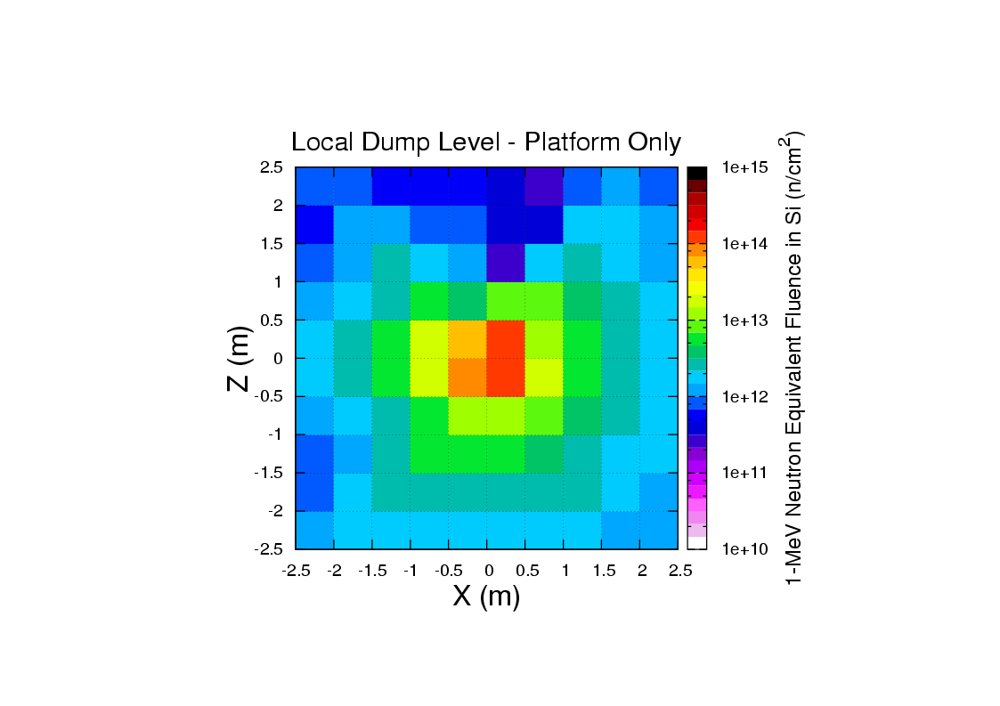 Local Dump Level - Platform Only
2.5
2
1.5
1
0.5
0
-0.5
-1
-1.5
-2
-2.5
Z (m)
-2.5 -2 -1.5 -1 -0.5 0 0.5 1 1.5 2 2.5
X (m)
1e+15
1e+14
1e+13
1e+12
1e+11
1e+10
1-MeV Neutron Equivalent Fluence in Si (n/cm²)